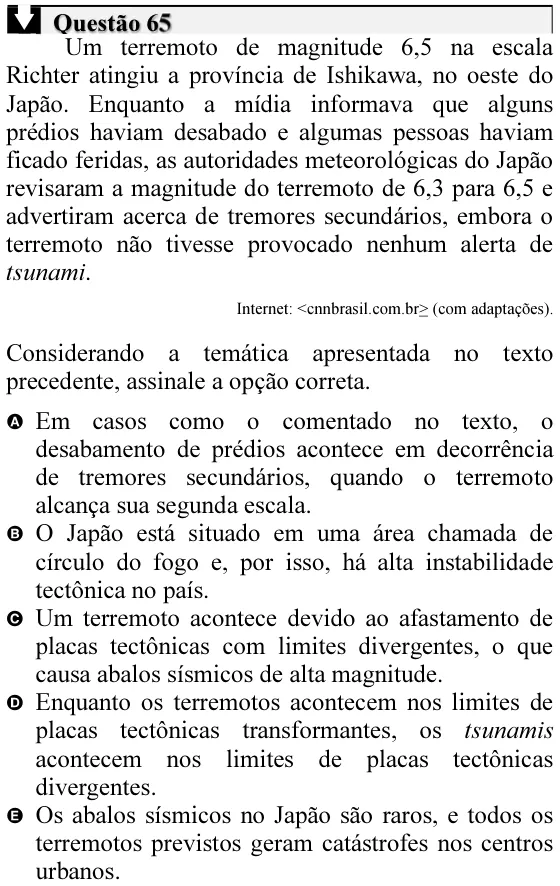 Questão 65
Um terremoto de magnitude 6,5 na escala
Richter atingiu a província de Ishikawa, no oeste do
Japão. Enquanto a mídia informava que alguns
prédios haviam desabado e algumas pessoas haviam
ficado feridas, as autoridades meteorológicas do Japão
revisaram a magnitude do terremoto de 6,3 para 6,5 e
advertiram acerca de tremores secundários, embora o
terremoto não tivesse provocado nenhum alerta de
tsunami.
Internet: <cnnbrasil.com.br> (com adaptações).
Considerando a temática apresentada no texto
precedente, assinale a opção correta.
A Em casos como o comentado no texto, o
desabamento de prédios acontece em decorrência
de tremores secundários, quando o terremoto
alcança sua segunda escala.
B O Japão está situado em uma área chamada de
círculo do fogo e, por isso, há alta instabilidade
tectônica no país.
C Um terremoto acontece devido ao afastamento de
placas tectônicas com limites divergentes, o que
causa abalos sísmicos de alta magnitude.
D Enquanto os terremotos acontecem nos limites de
placas tectônicas transformantes, os tsunamis
acontecem nos limites de placas tectônicas
divergentes.
E Os abalos sísmicos no Japão são raros, e todos os
terremotos previstos geram catástrofes nos centros
urbanos.